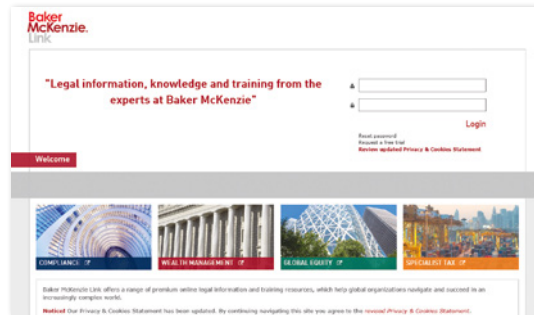 Baker
McKenzie.
Link
"Legal information, knowledge and training from the
experts at Baker McKenzie"
Login
Reset password
Request a free trial
Review updated Privacy & Cookies Statement
Welcome
COMPLIANCE
WEALTH MANAGEMENT
GLOBAL EQUITY
SPECIALIST TAX
Baker McKenzie Link offers a range of premium online legal information and training resources, which help global organizations navigate and succeed in an
increasingly complex world.
Notice! Our Privacy & Cookies Statement has been updated. By continuing navigating this site you agree to the revised Privacy & Cookies Statement.